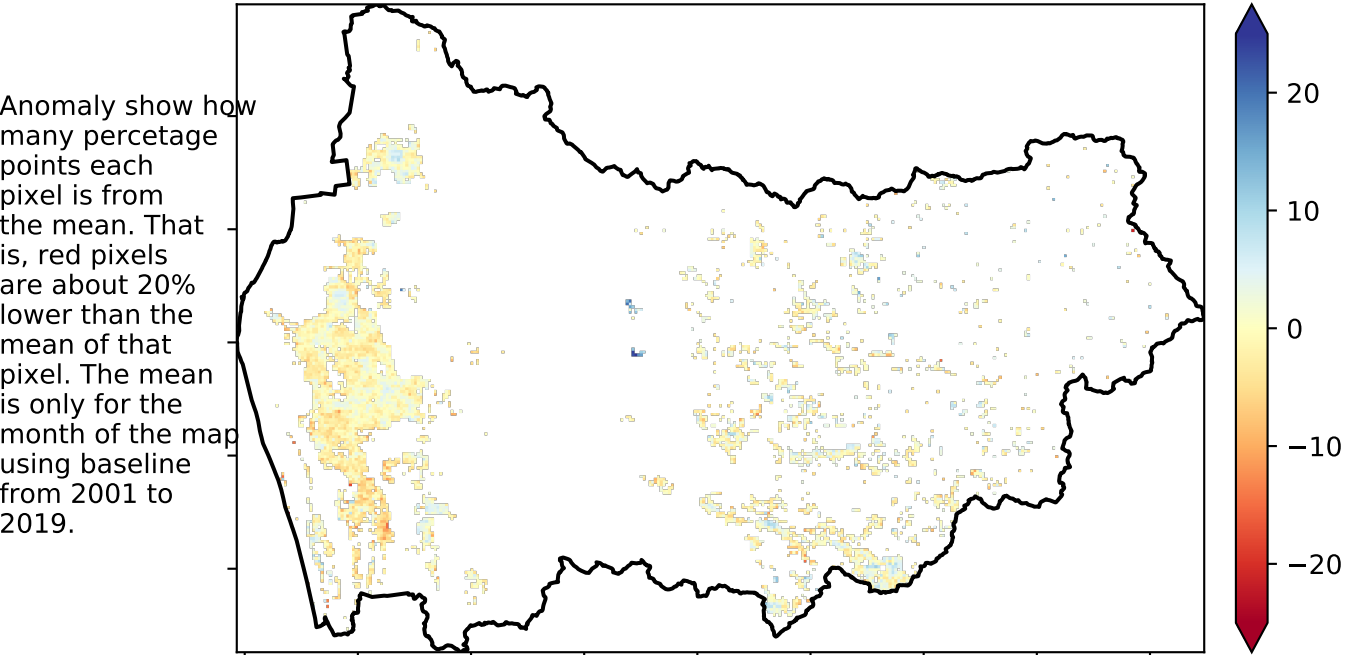 Anomaly show how
many percetage
points each
pixel is from
the mean. That
is, red pixels
are about 20%
lower than the
mean of that
pixel. The mean
is only for the
month of the map
using baseline
from 2001 to
2019.
20
10
0
−10
−20